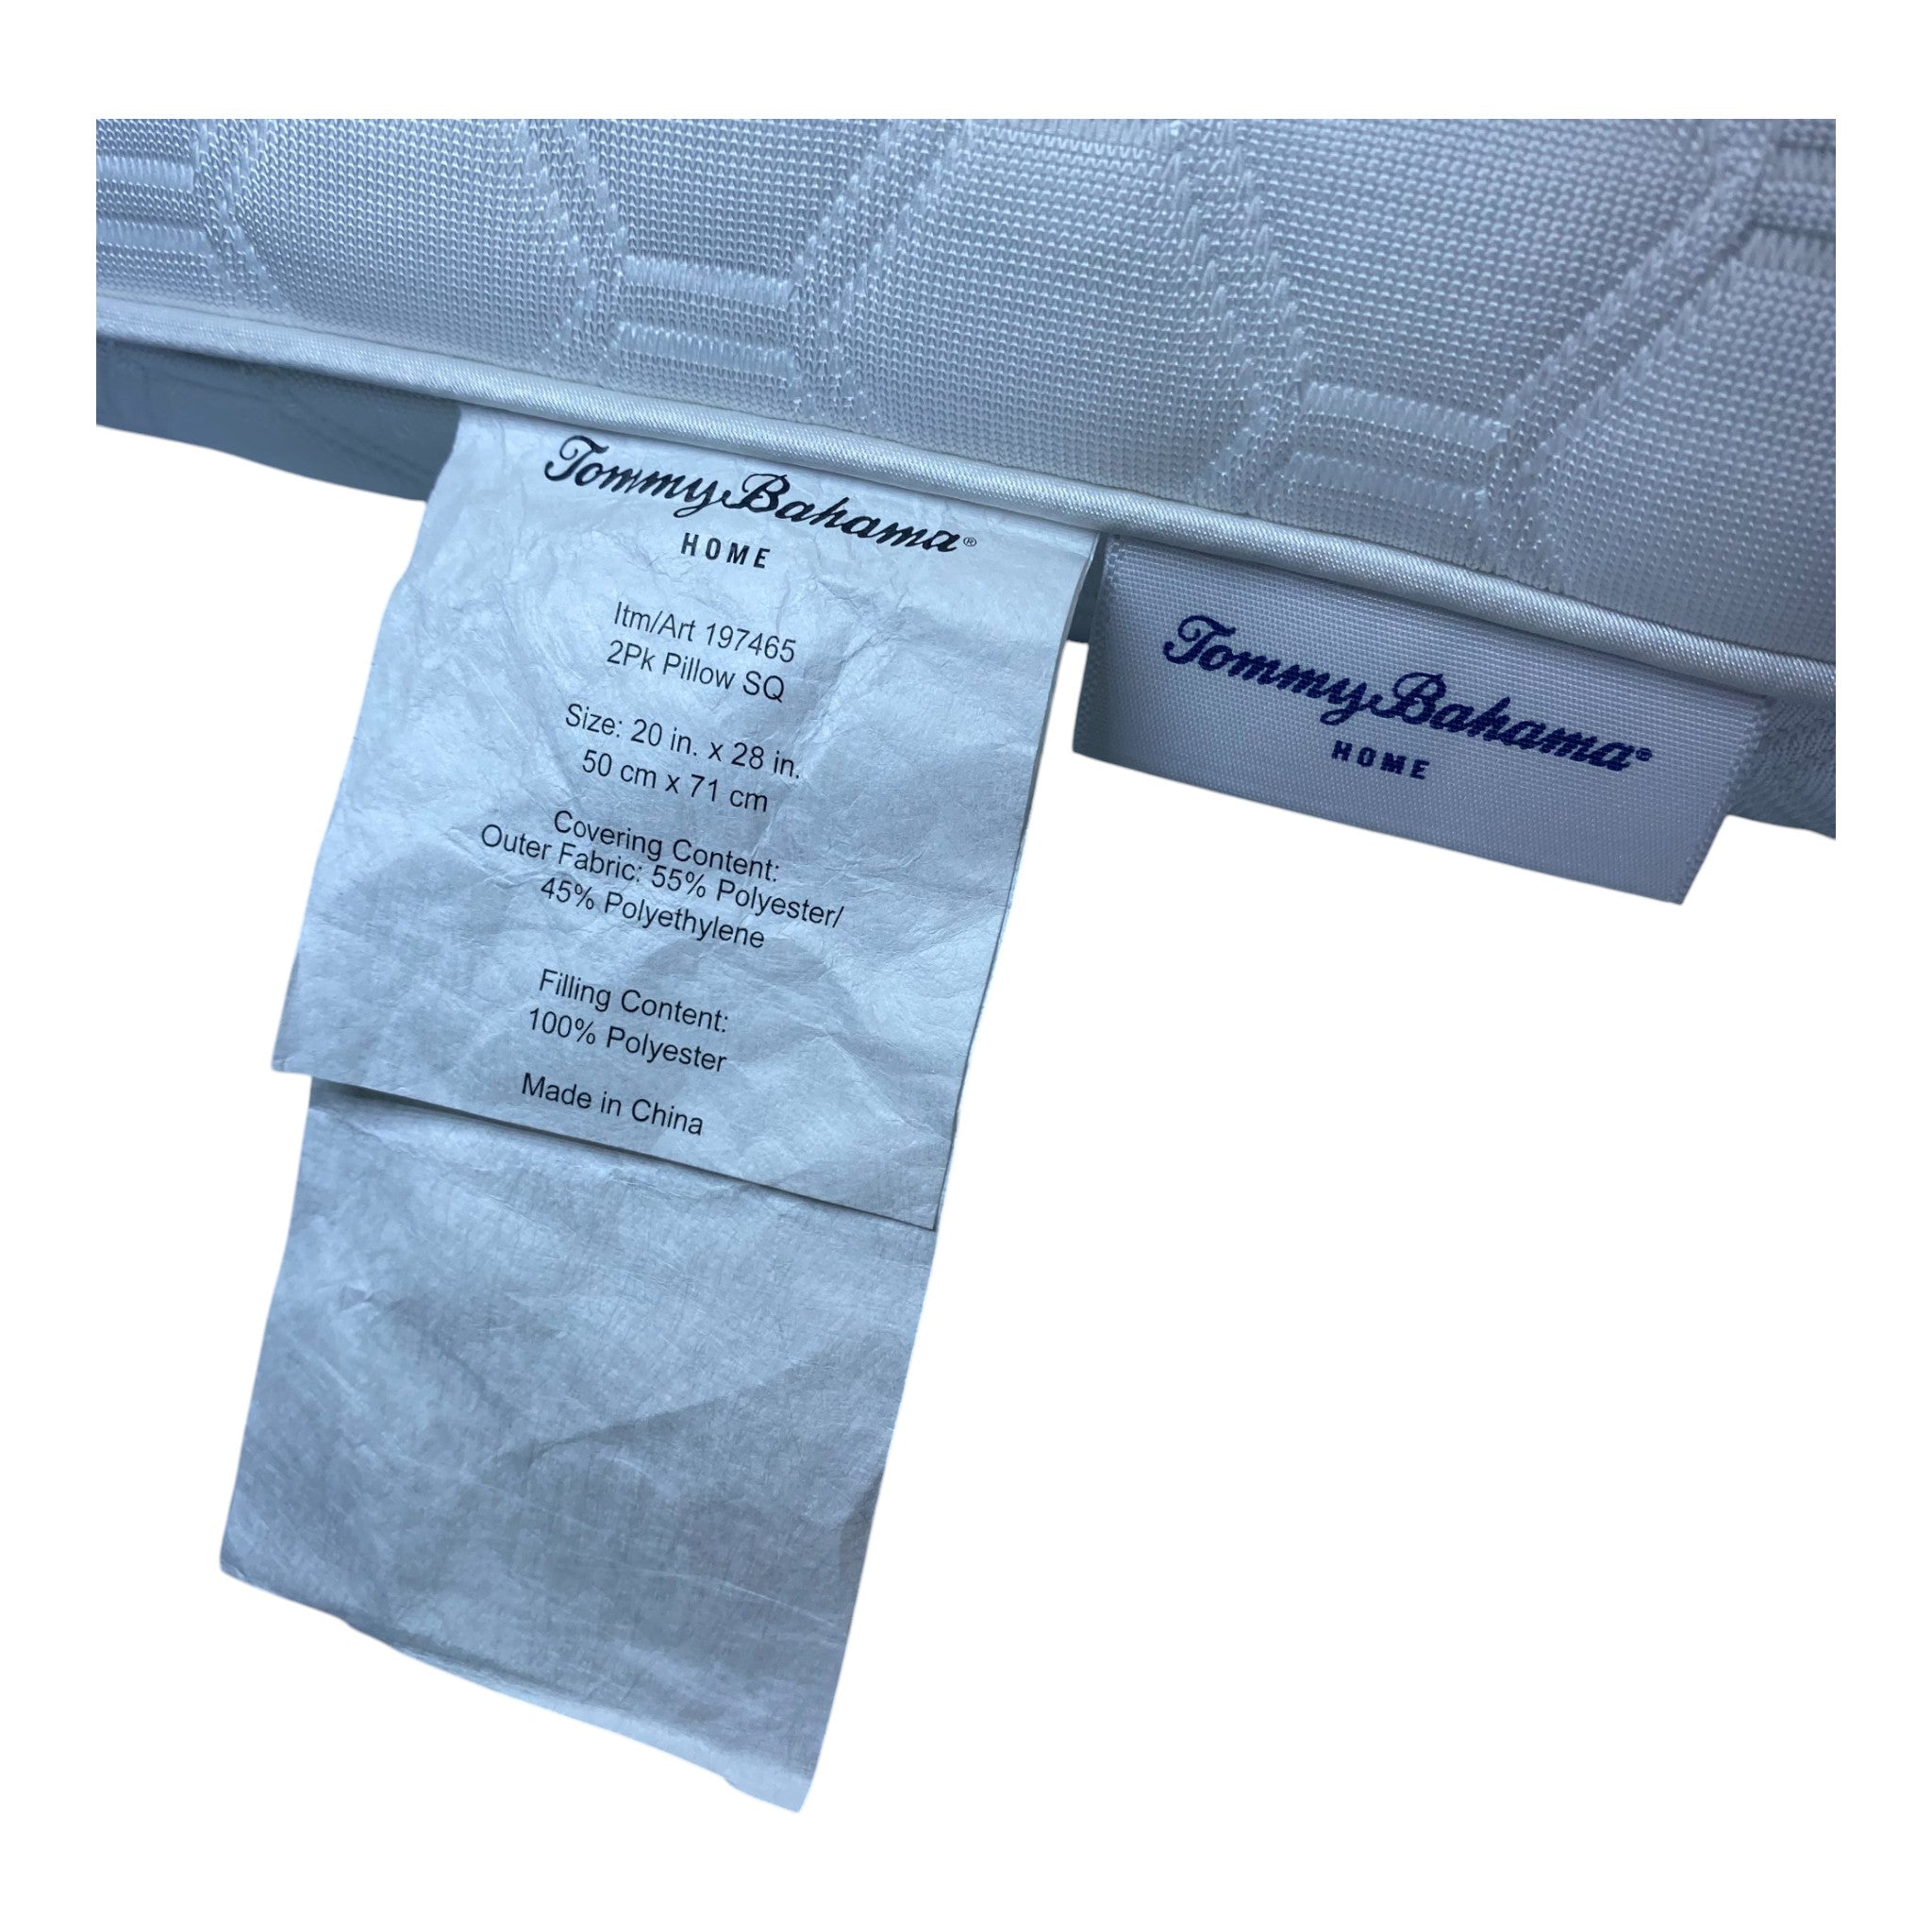 Tommy Bahama®
HOME
Itm/Art 197465
2Pk Pillow SQ
Size: 20 in. x 28 in.
50 cm x 71 cm
Covering Content:
Outer Fabric: 55% Polyester/
45% Polyethylene
Filling Content:
100% Polyester
Made in China
Tommy Bahama®
HOME